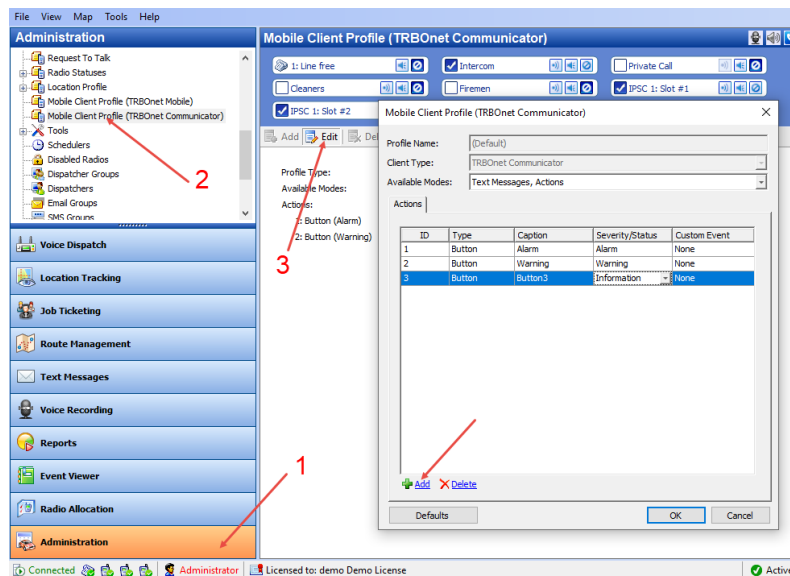 File View Map Tools Help
Administration
Request To Talk
Radio Statuses
Location Profile
Mobile Client Profile (TRBOnet Mobile)
Mobile Client Profile (TRBOnet Communicator)
Tools
Schedulers
Disabled Radios
Dispatcher Groups
Dispatchers
Email Groups
SMS Groups
2
Voice Dispatch
Location Tracking
Job Ticketing
Route Management
Text Messages
Voice Recording
Reports
Event Viewer
Radio Allocation
Administration
1
Mobile Client Profile (TRBOnet Communicator)
1: Line free Intercom Private Call
Cleaners Firemen IPSC 1: Slot #1
IPSC 1: Slot #2
Add Edit De
Profile Type:
Available Modes:
Actions:
1: Button (Alarm)
2: Button (Warning)
3
Mobile Client Profile (TRBOnet Communicator)
Profile Name: (Default)
Client Type: TRBOnet Communicator
Available Modes: Text Messages, Actions
Actions
ID Type Caption Severity/Status Custom Event
1 Button Alarm Alarm None
2 Button Warning Warning None
3 Button Button3 Information None
Add Delete
Defaults OK Cancel
Connected Administrator Licensed to: demo Demo License Active